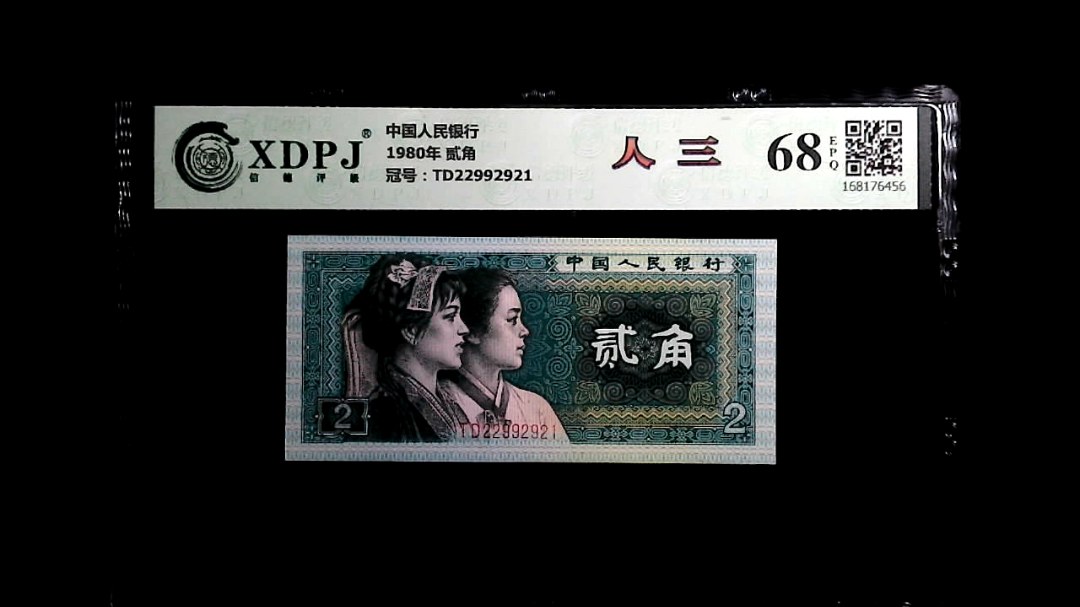 XDPJ®
信德评级
中国人民银行
1980年 贰角
冠号：TD22992921
人三
68
EPQ
168176456
中国人民银行
贰角
2
2
TD22992921